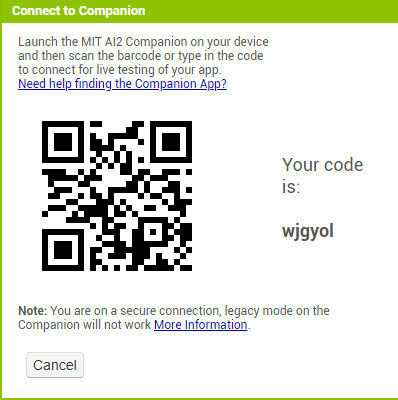 Connect to Companion
Launch the MIT AI2 Companion on your device
and then scan the barcode or type in the code
to connect for live testing of your app.
Need help finding the Companion App?
Your code
is:
wjgyol
Note: You are on a secure connection, legacy mode on the
Companion will not work More Information.
Cancel